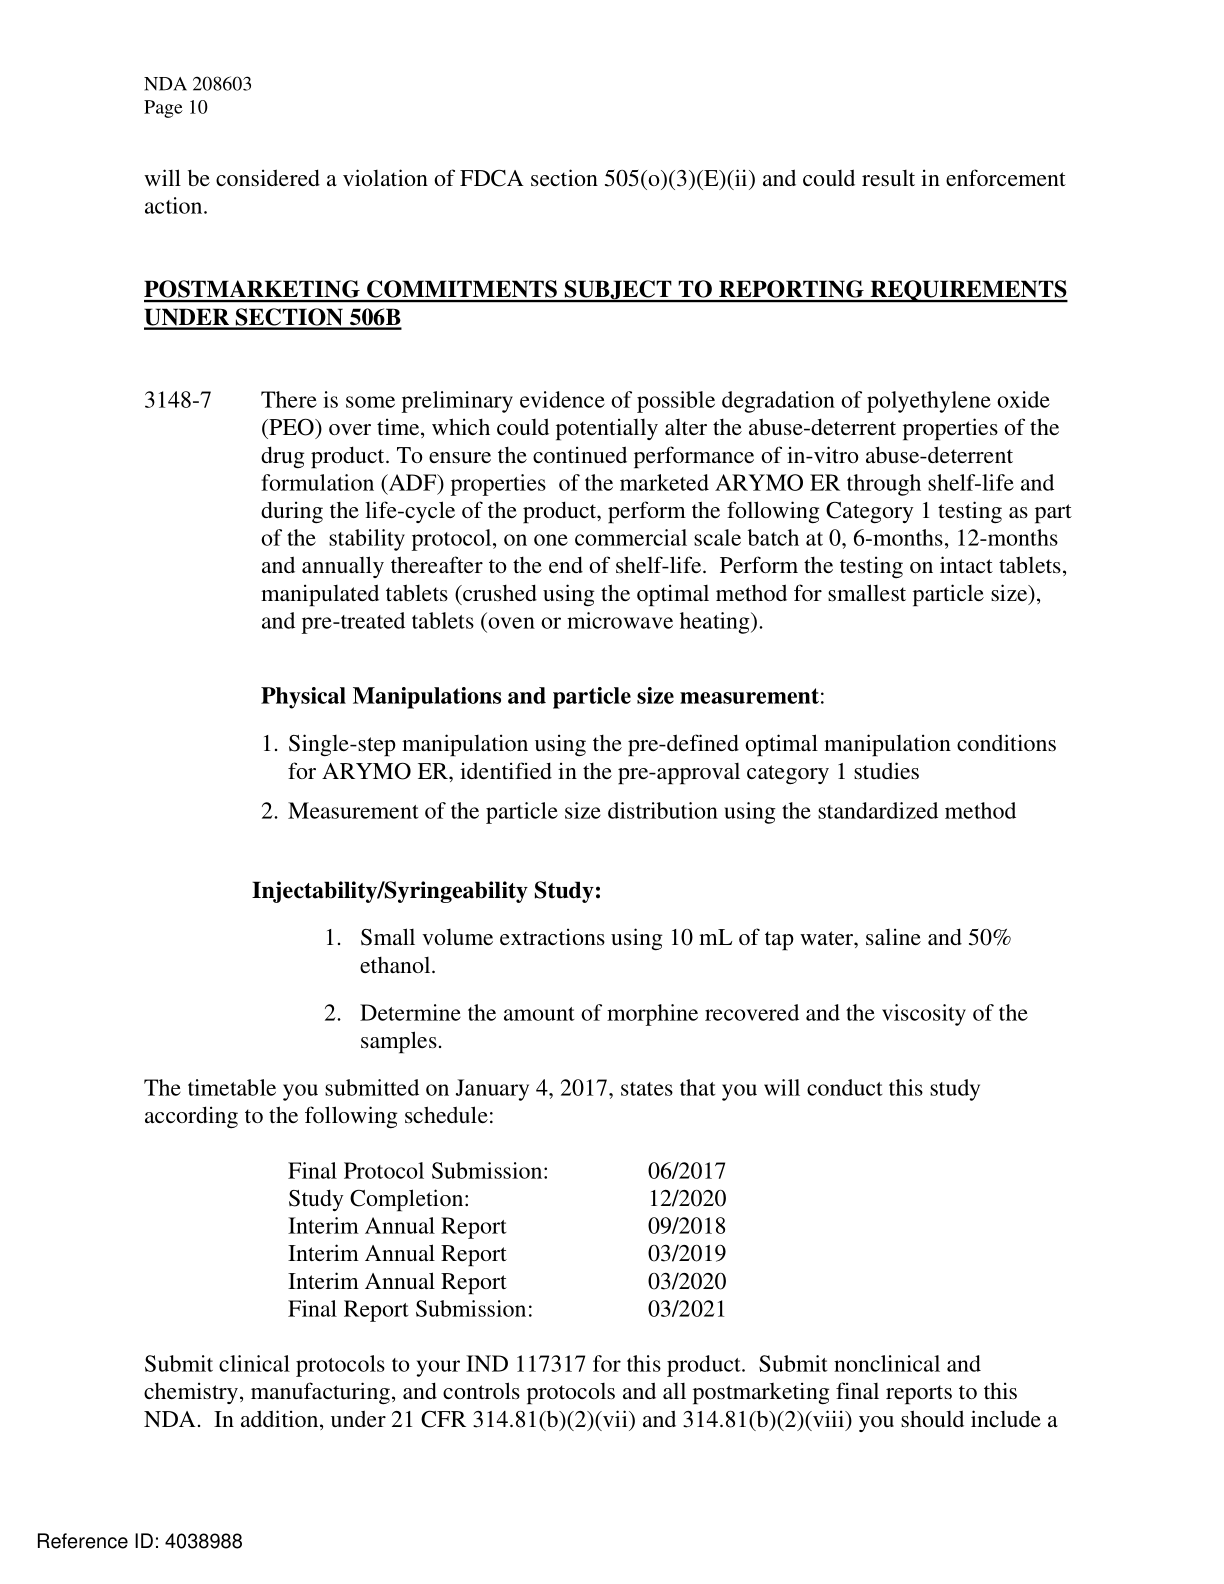 NDA 208603
Page 10
will be considered a violation of FDCA section 505(o)(3)(E)(ii) and could result in enforcement
action.
POSTMARKETING COMMITMENTS SUBJECT TO REPORTING REQUIREMENTS
UNDER SECTION 506B
3148-7 There is some preliminary evidence of possible degradation of polyethylene oxide
(PEO) over time, which could potentially alter the abuse-deterrent properties of the
drug product. To ensure the continued performance of in-vitro abuse-deterrent
formulation (ADF) properties of the marketed ARYMO ER through shelf-life and
during the life-cycle of the product, perform the following Category 1 testing as part
of the stability protocol, on one commercial scale batch at 0, 6-months, 12-months
and annually thereafter to the end of shelf-life. Perform the testing on intact tablets,
manipulated tablets (crushed using the optimal method for smallest particle size),
and pre-treated tablets (oven or microwave heating).
Physical Manipulations and particle size measurement:
1. Single-step manipulation using the pre-defined optimal manipulation conditions
for ARYMO ER, identified in the pre-approval category 1 studies
2. Measurement of the particle size distribution using the standardized method
Injectability/Syringeability Study:
1. Small volume extractions using 10 mL of tap water, saline and 50%
ethanol.
2. Determine the amount of morphine recovered and the viscosity of the
samples.
The timetable you submitted on January 4, 2017, states that you will conduct this study
according to the following schedule:
Final Protocol Submission: 06/2017
Study Completion: 12/2020
Interim Annual Report 09/2018
Interim Annual Report 03/2019
Interim Annual Report 03/2020
Final Report Submission: 03/2021
Submit clinical protocols to your IND 117317 for this product. Submit nonclinical and
chemistry, manufacturing, and controls protocols and all postmarketing final reports to this
NDA. In addition, under 21 CFR 314.81(b)(2)(vii) and 314.81(b)(2)(viii) you should include a
Reference ID: 4038988